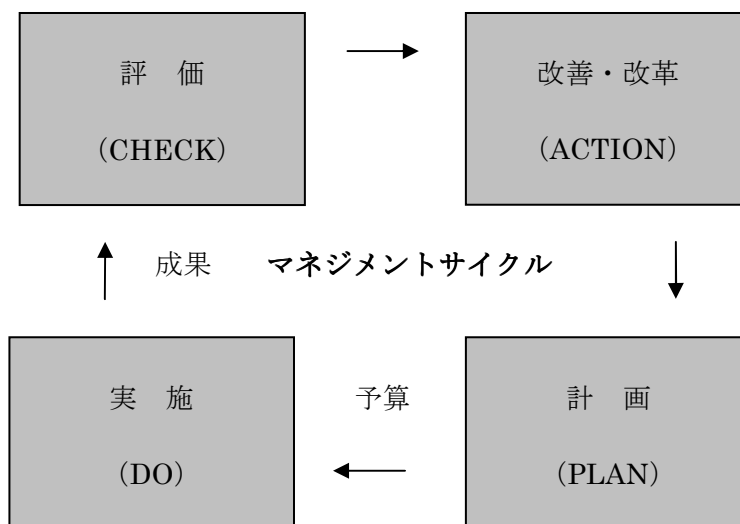 評　価
(CHECK)
改善・改革
(ACTION)
成果
マネジメントサイクル
実　施
(DO)
予算
計　画
(PLAN)